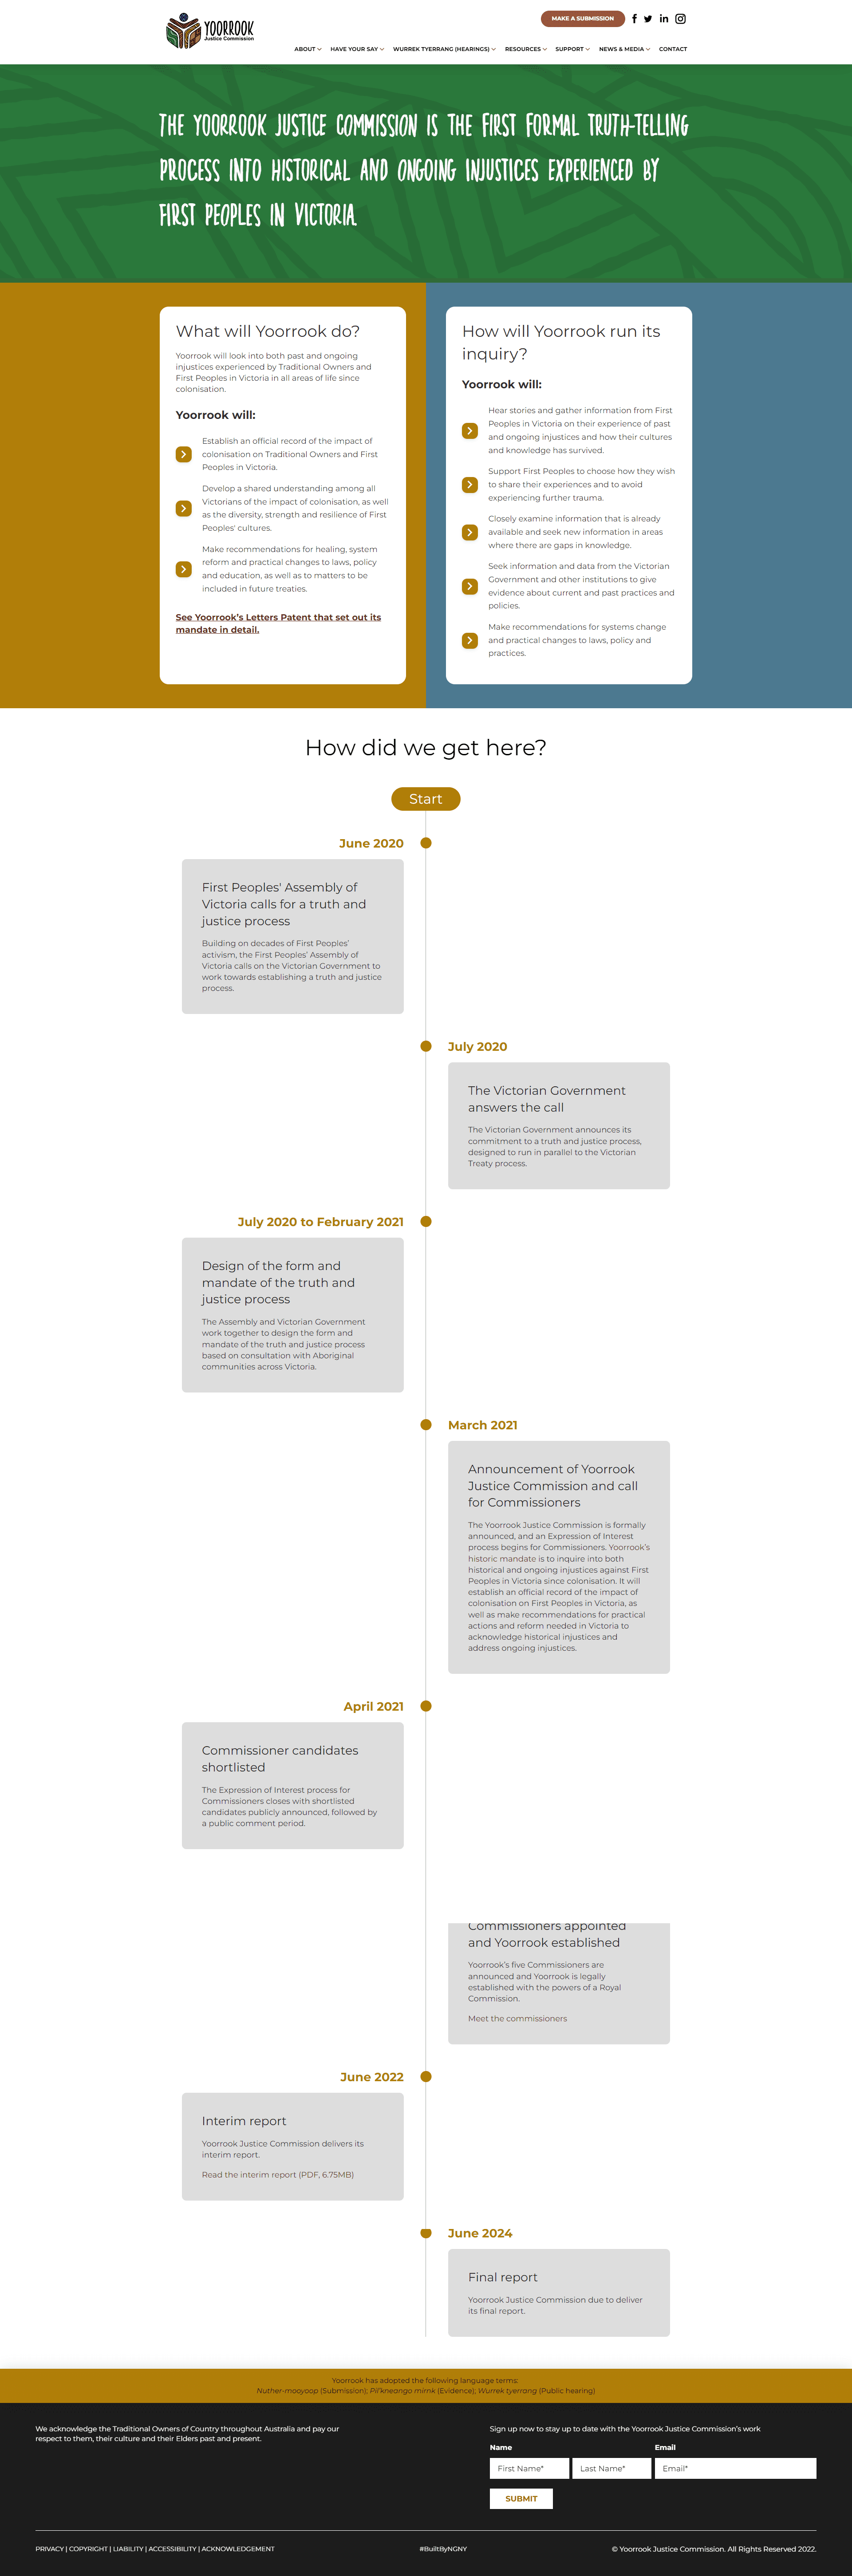 YOORROOK
Justice Commission
MAKE A SUBMISSION
ABOUT
HAVE YOUR SAY
WURREK TYERRANG (HEARINGS)
RESOURCES
SUPPORT
NEWS & MEDIA
CONTACT
THE YOORROOK JUSTICE COMMISSION IS THE FIRST FORMAL TRUTH-TELLING
PROCESS INTO HISTORICAL AND ONGOING INJUSTICES EXPERIENCED BY
FIRST PEOPLES IN VICTORIA.
What will Yoorrook do?
Yoorrook will look into both past and ongoing
injustices experienced by Traditional Owners and
First Peoples in Victoria in all areas of life since
colonisation.
Yoorrook will:
Establish an official record of the impact of
colonisation on Traditional Owners and First
Peoples in Victoria.
Develop a shared understanding among all
Victorians of the impact of colonisation, as well
as the diversity, strength and resilience of First
Peoples' cultures.
Make recommendations for healing, system
reform and practical changes to laws, policy
and education, as well as to matters to be
included in future treaties.
See Yoorrook's Letters Patent that set out its
mandate in detail.
How will Yoorrook run its
inquiry?
Yoorrook will:
Hear stories and gather information from First
Peoples in Victoria on their experience of past
and ongoing injustices and how their cultures
and knowledge has survived.
Support First Peoples to choose how they wish
to share their experiences and to avoid
experiencing further trauma.
Closely examine information that is already
available and seek new information in areas
where there are gaps in knowledge.
Seek information and data from the Victorian
Government and other institutions to give
evidence about current and past practices and
policies.
Make recommendations for systems change
and practical changes to laws, policy and
practices.
How did we get here?
Start
June 2020
First Peoples' Assembly of
Victoria calls for a truth and
justice process
Building on decades of First Peoples'
activism, the First Peoples' Assembly of
Victoria calls on the Victorian Government to
work towards establishing a truth and justice
process.
July 2020
The Victorian Government
answers the call
The Victorian Government announces its
commitment to a truth and justice process,
designed to run in parallel to the Victorian
Treaty process.
July 2020 to February 2021
Design of the form and
mandate of the truth and
justice process
The Assembly and Victorian Government
work together to design the form and
mandate of the truth and justice process
based on consultation with Aboriginal
communities across Victoria.
March 2021
Announcement of Yoorrook
Justice Commission and call
for Commissioners
The Yoorrook Justice Commission is formally
announced, and an Expression of Interest
process begins for Commissioners. Yoorrook's
historic mandate is to inquire into both
historical and ongoing injustices against First
Peoples in Victoria since colonisation. It will
establish an official record of the impact of
colonisation on First Peoples in Victoria, as
well as make recommendations for practical
actions and reform needed in Victoria to
acknowledge historical injustices and
address ongoing injustices.
April 2021
Commissioner candidates
shortlisted
The Expression of Interest process for
Commissioners closes with shortlisted
candidates publicly announced, followed by
a public comment period.
Commissioners appointed
and Yoorrook established
Yoorrook's five Commissioners are
announced and Yoorrook is legally
established with the powers of a Royal
Commission.
Meet the commissioners
June 2022
Interim report
Yoorrook Justice Commission delivers its
interim report.
Read the interim report (PDF, 6.75MB)
June 2024
Final report
Yoorrook Justice Commission due to deliver
its final report.
Yoorrook has adopted the following language terms:
Nuther-mooyoop (Submission); Pil'kneango mirnk (Evidence); Wurrek tyerrang (Public hearing)
We acknowledge the Traditional Owners of Country throughout Australia and pay our
respect to them, their culture and their Elders past and present.
Sign up now to stay up to date with the Yoorrook Justice Commission's work
Name
Email
First Name*
Last Name*
Email*
SUBMIT
PRIVACY | COPYRIGHT | LIABILITY | ACCESSIBILITY | ACKNOWLEDGEMENT
#BuiltByNGNY
© Yoorrook Justice Commission. All Rights Reserved 2022.